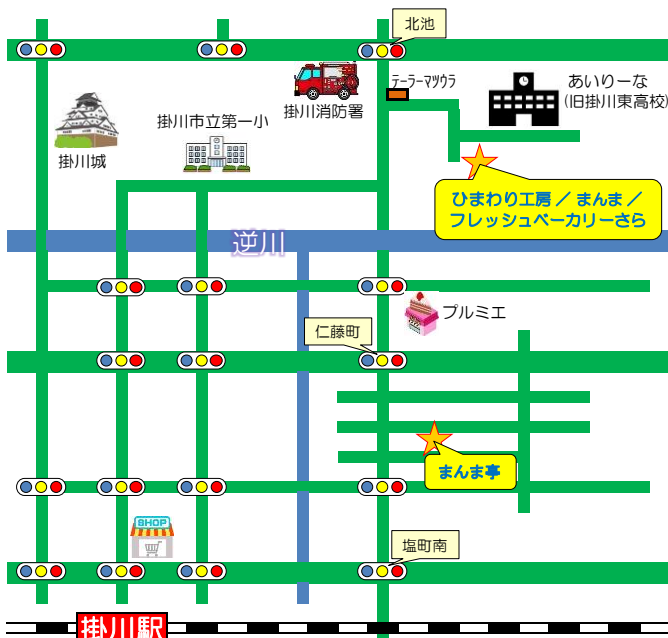 北池
テーラーマツウラ
あいりーな
(旧掛川東高校)
掛川消防署
掛川市立第一小
掛川城
ひまわり工房 / まんま /
フレッシュベーカリーさら
逆川
プルミエ
仁藤町
まんま亭
SHOP
塩町南
掛川駅